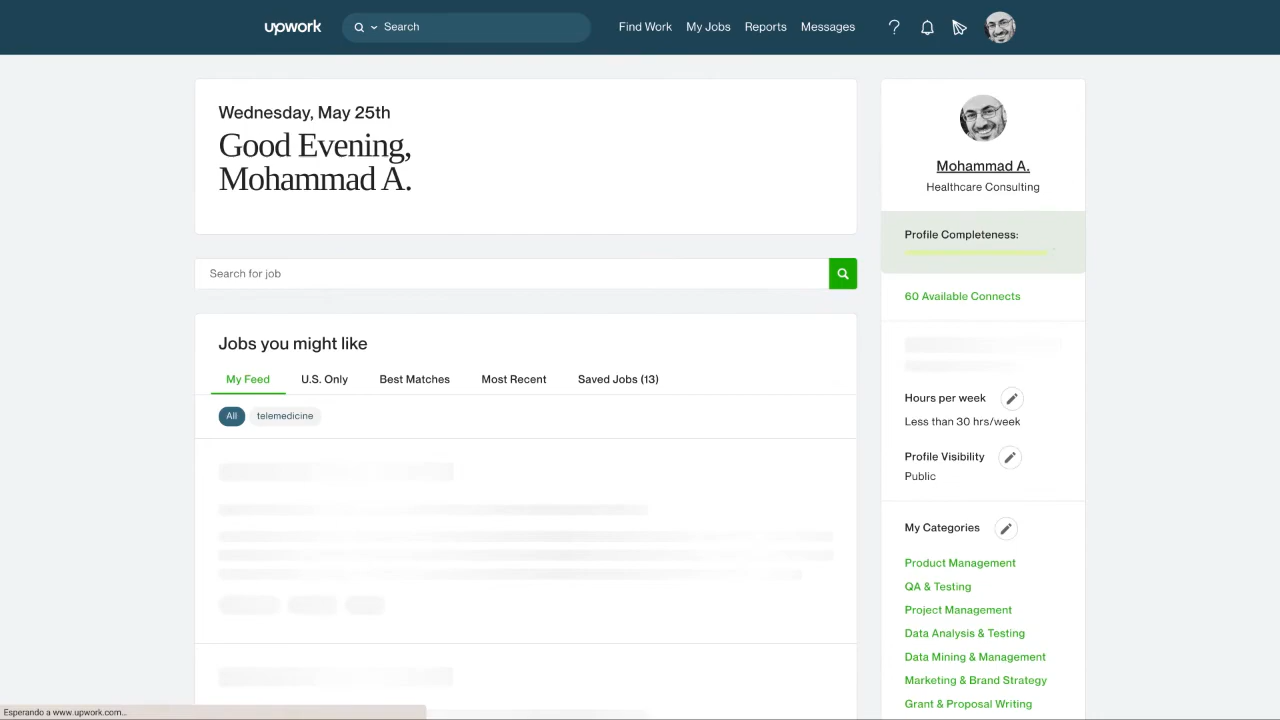 upwork
Search
Find Work
My Jobs
Reports
Messages
Wednesday, May 25th
Good Evening,
Mohammad A.
Search for job
Jobs you might like
My Feed
U.S. Only
Best Matches
Most Recent
Saved Jobs (13)
All
telemedicine
Mohammad A.
Healthcare Consulting
Profile Completeness:
60 Available Connects
Hours per week
Less than 30 hrs/week
Profile Visibility
Public
My Categories
Product Management
QA & Testing
Project Management
Data Analysis & Testing
Data Mining & Management
Marketing & Brand Strategy
Grant & Proposal Writing
Esperando a www.upwork.com...